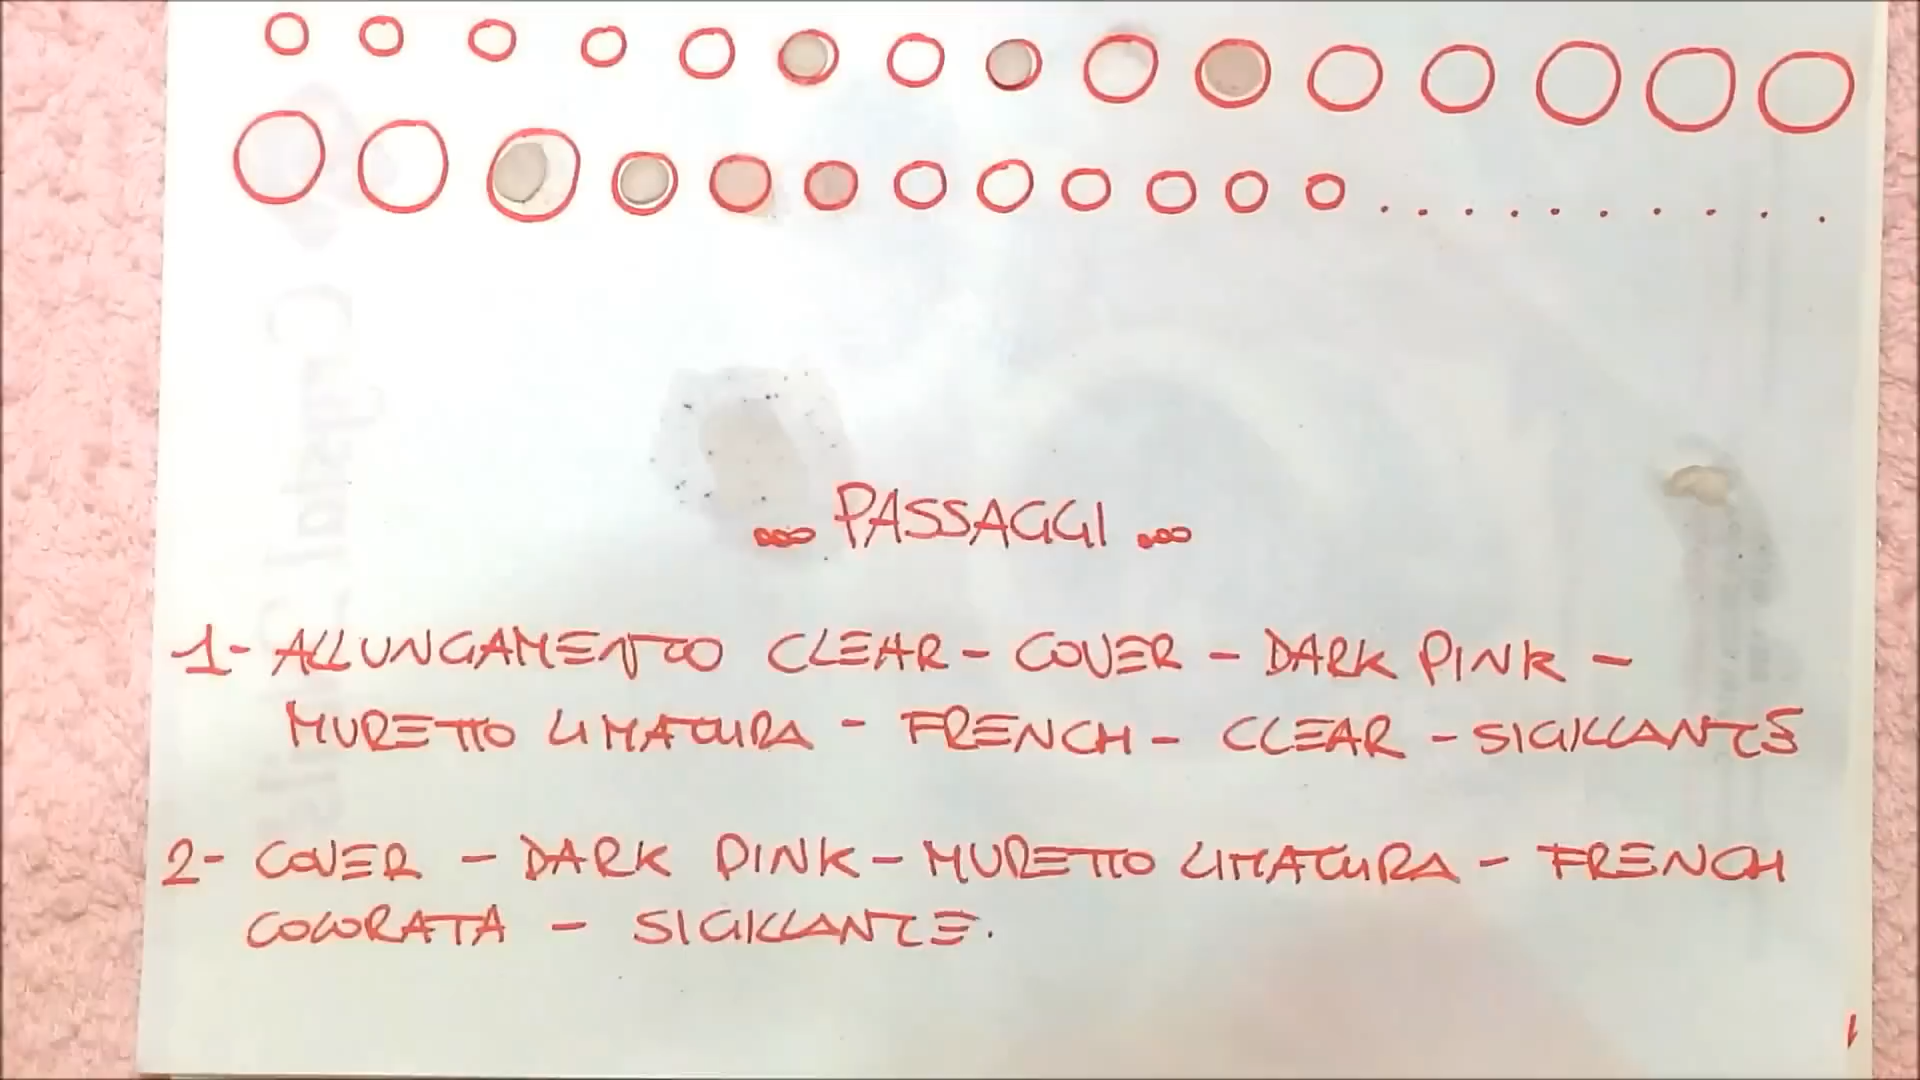 ... PASSAGGI ...
1- ALLUNGAMENTO CLEAR - COVER - DARK PINK -
MURETTO LIMATURA - FRENCH - CLEAR - SIGILLANTE
2- COVER - DARK PINK - MURETTO LIMATURA - FRENCH
COLORATA - SIGILLANTE.